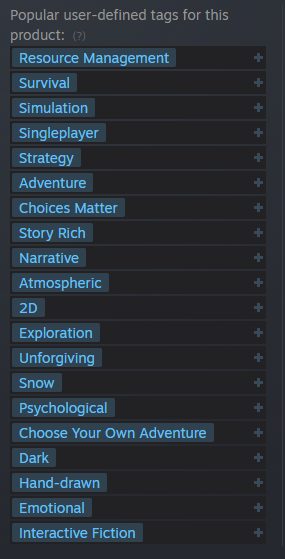 Popular user-defined tags for this
product: (?)
Resource Management
Survival
Simulation
Singleplayer
Strategy
Adventure
Choices Matter
Story Rich
Narrative
Atmospheric
2D
Exploration
Unforgiving
Snow
Psychological
Choose Your Own Adventure
Dark
Hand-drawn
Emotional
Interactive Fiction